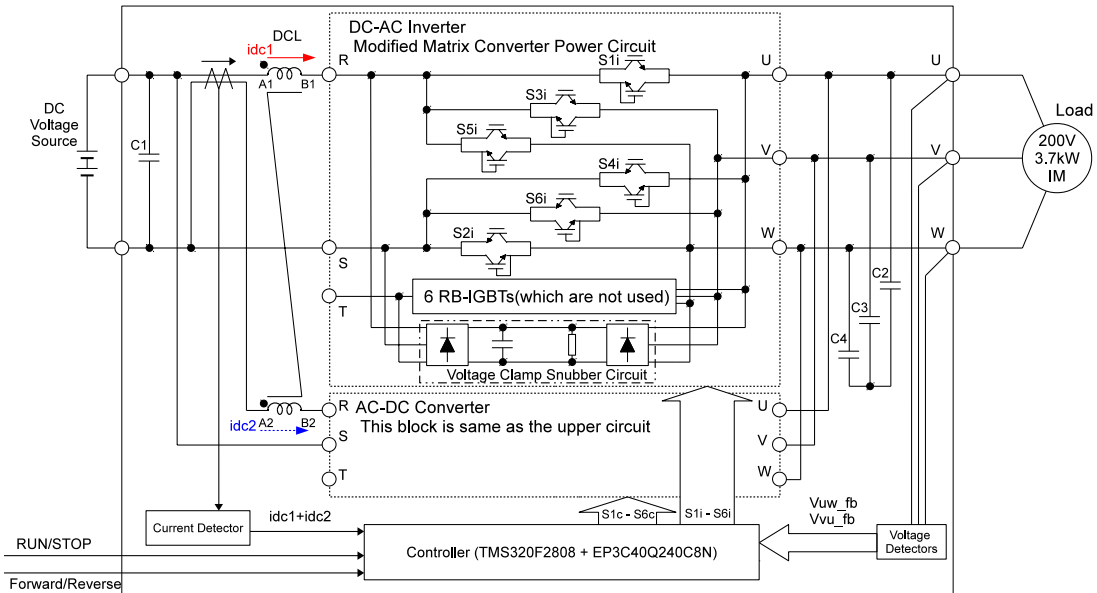 DC-AC Inverter
Modified Matrix Converter Power Circuit
DCL
idc1
A1
B1
R
S1i
U
U
S3i
S5i
DC
Voltage
Source
C1
Load
200V
3.7kW
IM
V
V
S4i
S6i
S2i
S
W
W
T
6 RB-IGBTs(which are not used)
C2
C3
C4
Voltage Clamp Snubber Circuit
AC-DC Converter
This block is same as the upper circuit
R
U
A2
B2
idc2
S
V
T
W
S1c - S6c
S1i - S6i
Vuw_fb
Vvu_fb
Current Detector
idc1+idc2
Controller (TMS320F2808 + EP3C40Q240C8N)
Voltage
Detectors
RUN/STOP
Forward/Reverse